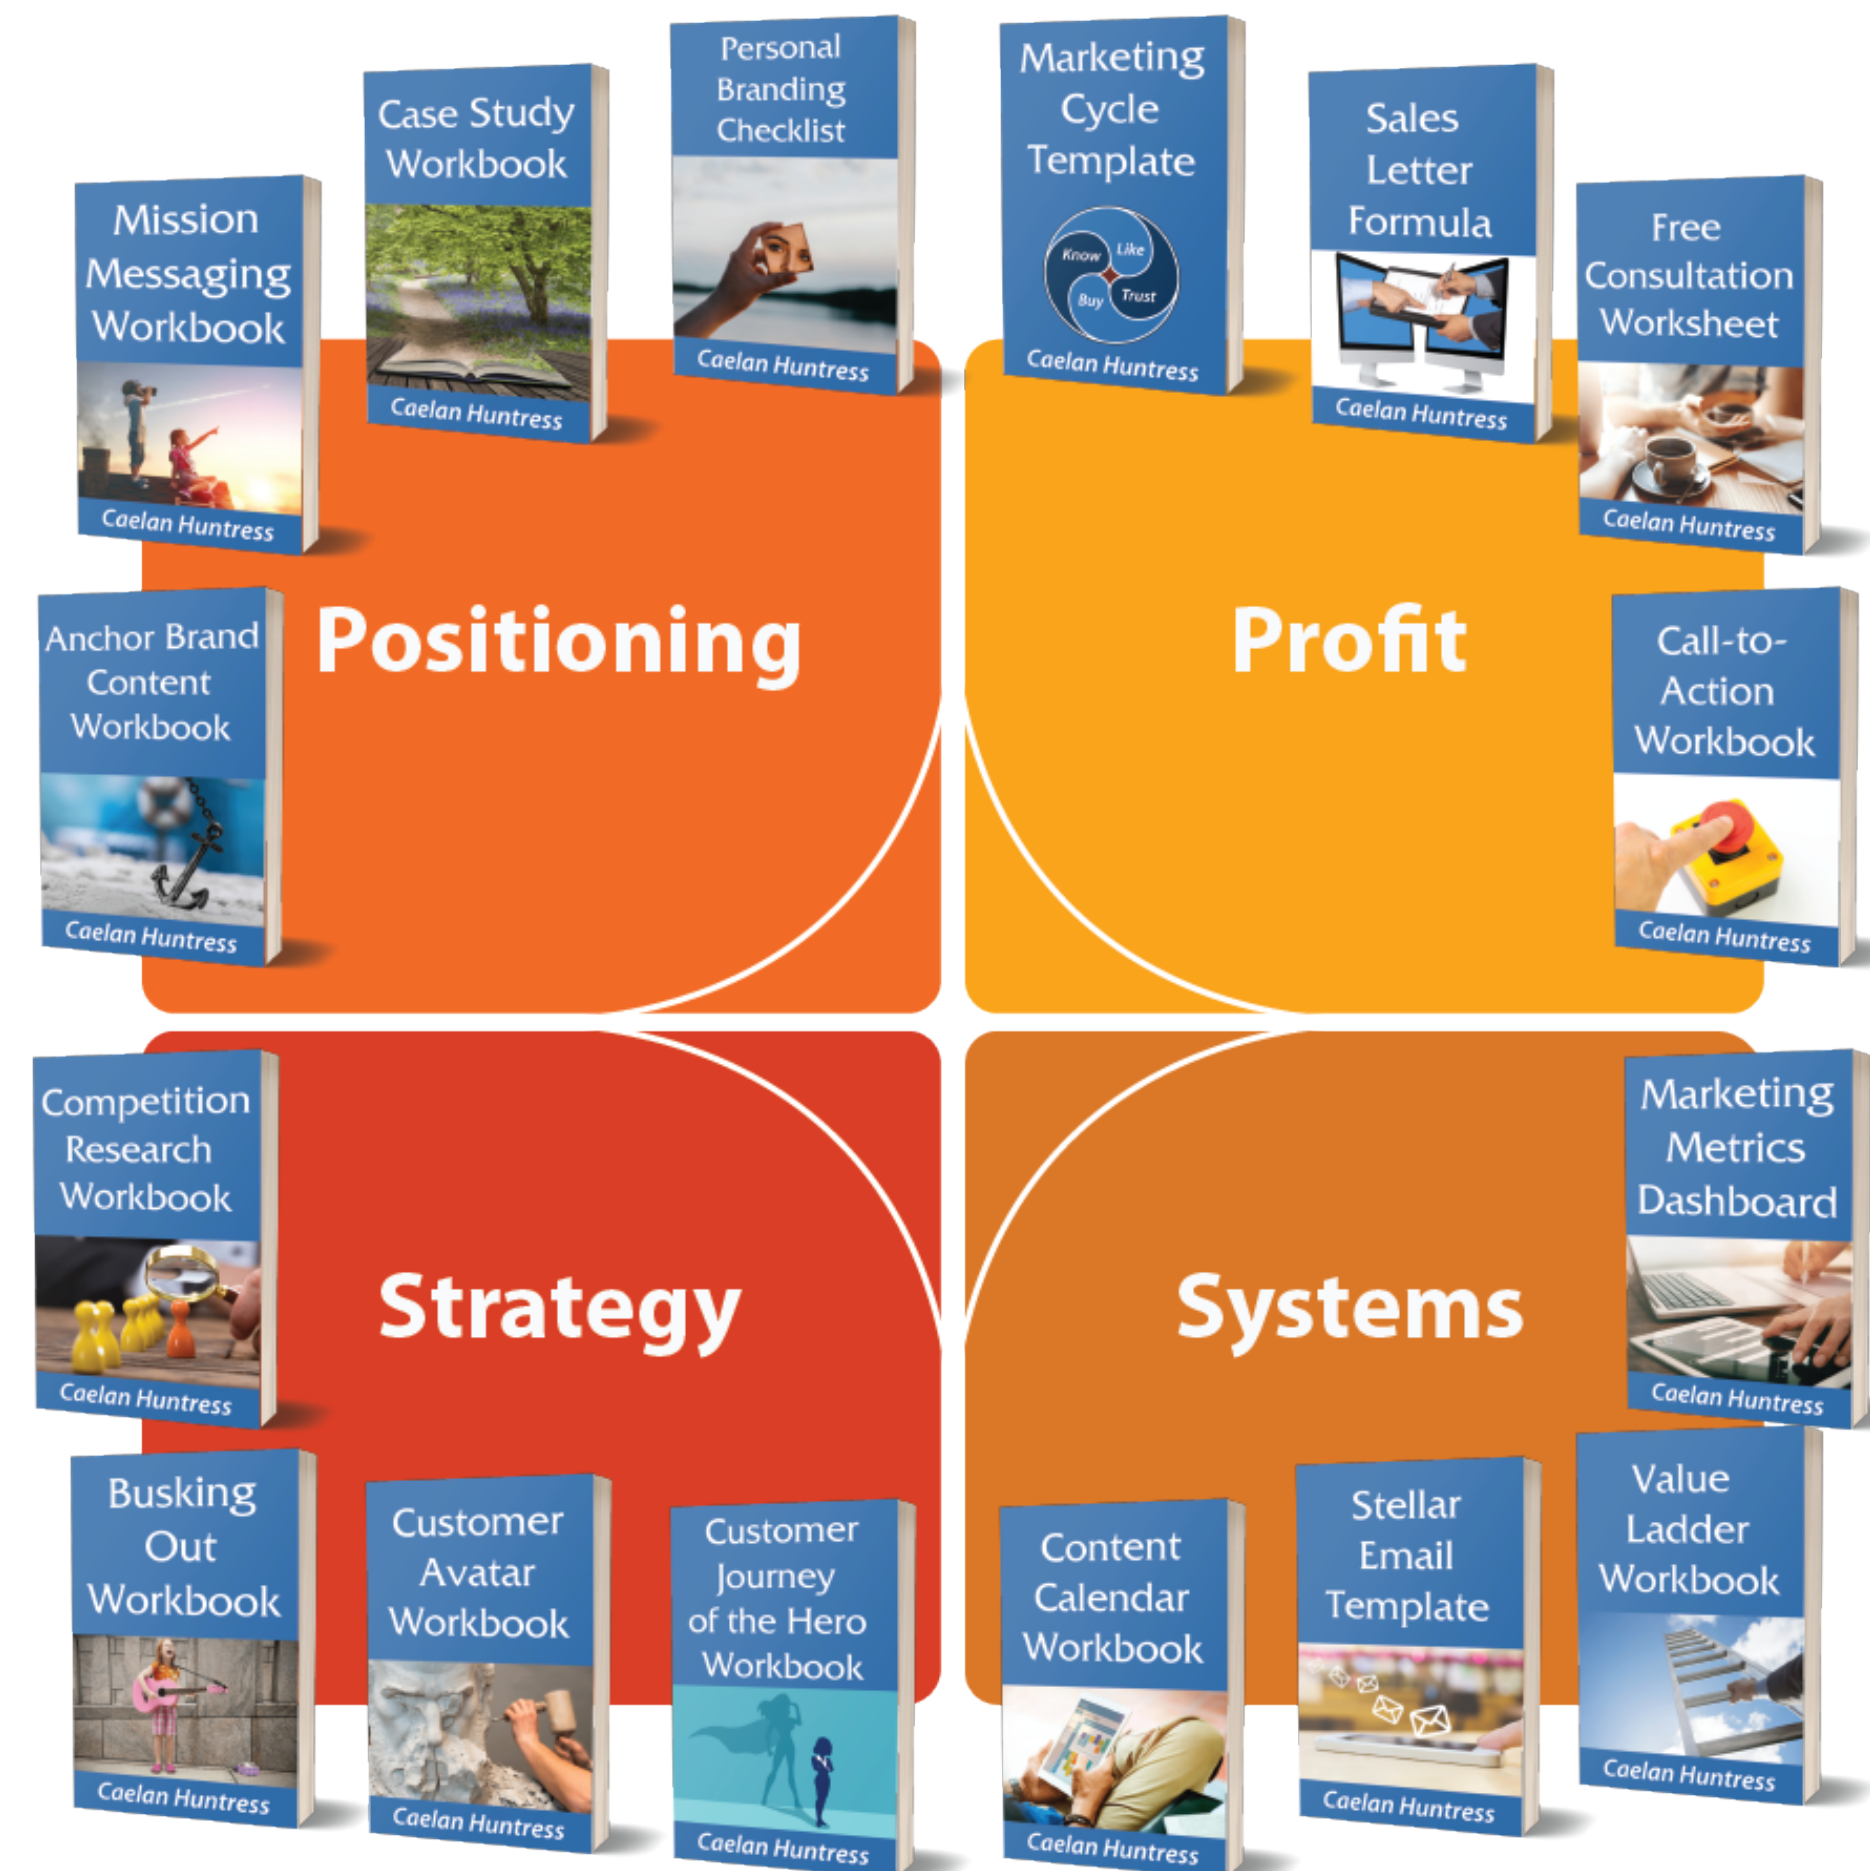 Personal
Branding
Checklist
Caelan Huntress
Marketing
Cycle
Template
Know
Like
Buy
Trust
Caelan Huntress
Case Study
Workbook
Caelan Huntress
Sales
Letter
Formula
Caelan Huntress
Mission
Messaging
Workbook
Caelan Huntress
Free
Consultation
Worksheet
Caelan Huntress
Anchor Brand
Content
Workbook
Caelan Huntress
Positioning
Profit
Call-to-
Action
Workbook
Caelan Huntress
Competition
Research
Workbook
Caelan Huntress
Strategy
Systems
Marketing
Metrics
Dashboard
Caelan Huntress
Busking
Out
Workbook
Caelan Huntress
Customer
Avatar
Workbook
Caelan Huntress
Customer
Journey
of the Hero
Workbook
Caelan Huntress
Content
Calendar
Workbook
Caelan Huntress
Stellar
Email
Template
Caelan Huntress
Value
Ladder
Workbook
Caelan Huntress